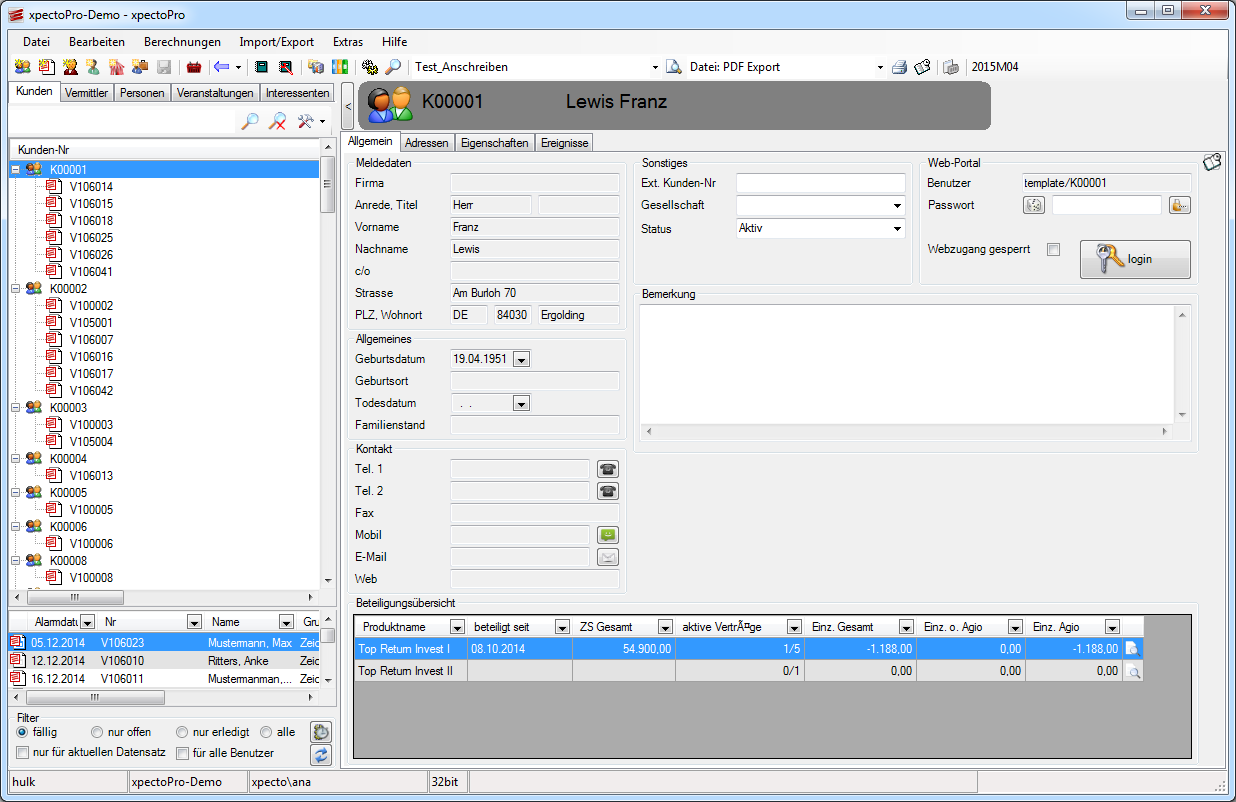 xpectoPro-Demo - xpectoPro
Datei Bearbeiten Berechnungen Import/Export Extras Hilfe
Test_Anschreiben Datei: PDF Export 2015M04
Kunden Vermittler Personen Veranstaltungen Interessenten
Kunden-Nr
K00001
V106014
V106015
V106018
V106025
V106026
V106041
K00002
V100002
V105001
V106007
V106016
V106017
V106042
K00003
V100003
V105004
K00004
V106013
K00005
V100005
K00006
V100006
K00008
V100008
Alarmdatu Nr Name Gru
05.12.2014 V106023 Mustermann, Max Zeic
12.12.2014 V106010 Ritters, Anke Zeic
16.12.2014 V106011 Mustermanman,... Zeic
Filter
fällig nur offen nur erledigt alle
nur für aktuellen Datensatz für alle Benutzer
< K00001 Lewis Franz
Allgemein Adressen Eigenschaften Ereignisse
Meldedaten
Firma
Anrede, Titel Herr
Vorname Franz
Nachname Lewis
c/o
Strasse Am Burloh 70
PLZ, Wohnort DE 84030 Ergolding
Allgemeines
Geburtsdatum 19.04.1951
Geburtsort
Todesdatum . .
Familienstand
Kontakt
Tel. 1
Tel. 2
Fax
Mobil
E-Mail
Web
Sonstiges
Ext. Kunden-Nr
Gesellschaft
Status Aktiv
Web-Portal
Benutzer template/K00001
Passwort
Webzugang gesperrt login
Bemerkung
Beteiligungsübersicht
Produktname beteiligt seit ZS Gesamt aktive VertrÃ¤ge Einz. Gesamt Einz. o. Agio Einz. Agio
Top Return Invest I 08.10.2014 54.900,00 1/5 -1.188,00 0,00 -1.188,00
Top Return Invest II 0/1 0,00 0,00 0,00
hulk xpectoPro-Demo xpecto\ana 32bit